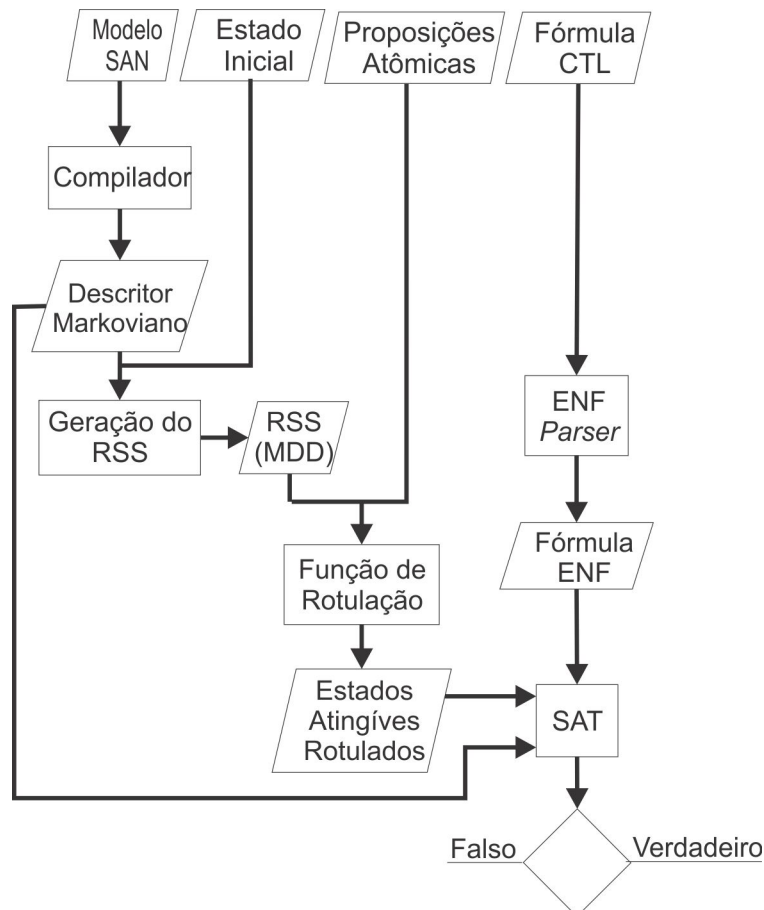 Modelo
SAN
Estado
Inicial
Proposições
Atômicas
Fórmula
CTL
Compilador
Descritor
Markoviano
Geração do
RSS
RSS
(MDD)
ENF
Parser
Função de
Rotulação
Fórmula
ENF
Estados
Atingíves
Rotulados
SAT
Falso
Verdadeiro